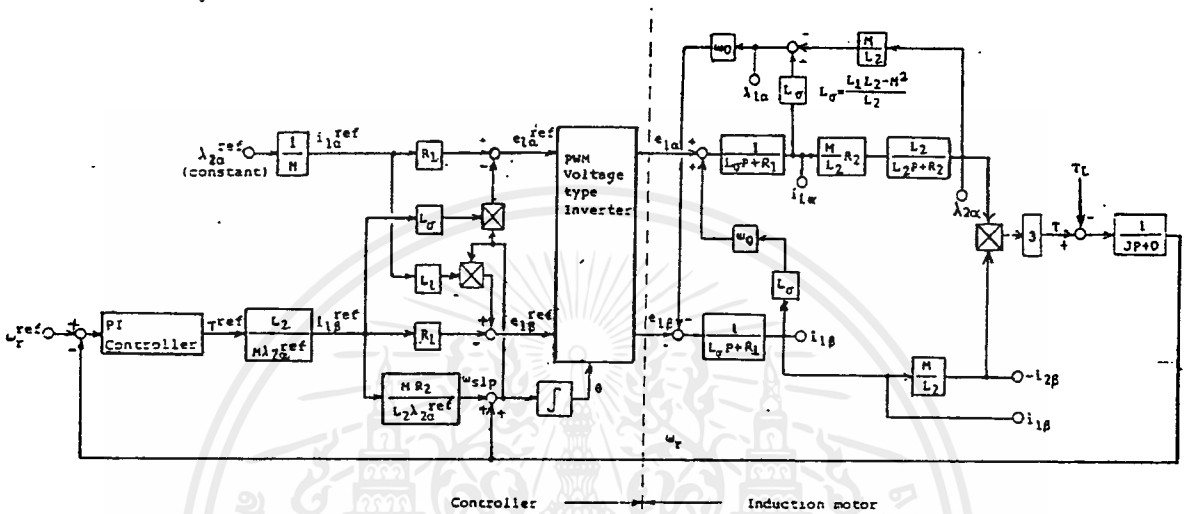 λ2α^ref
(constant)
1/M
i1α^ref
R1
+
-
e1α^ref
Lσ
L1
ωr^ref
+
-
PI
Controller
T^ref
L2/(Mλ2α^ref)
i1β^ref
R1
+
-
e1β^ref
M R2/(L2λ2α^ref)
ωslp
+
+
∫
θ
PWM
Voltage
type
Inverter
ω0
-
-
M/L2
λ1α
Lσ
Lσ=(L1L2-M²)/L2
e1α
+
+
1/(LσP+R1)
i1α
M/L2 R2
L2/(L2P+R2)
λ2α
ω0
Lσ
e1β
-
-
1/(LσP+R1)
i1β
M/L2
-i2β
i1β
3
T
+
τL
-
1/(JP+D)
ωr
Controller
Induction motor